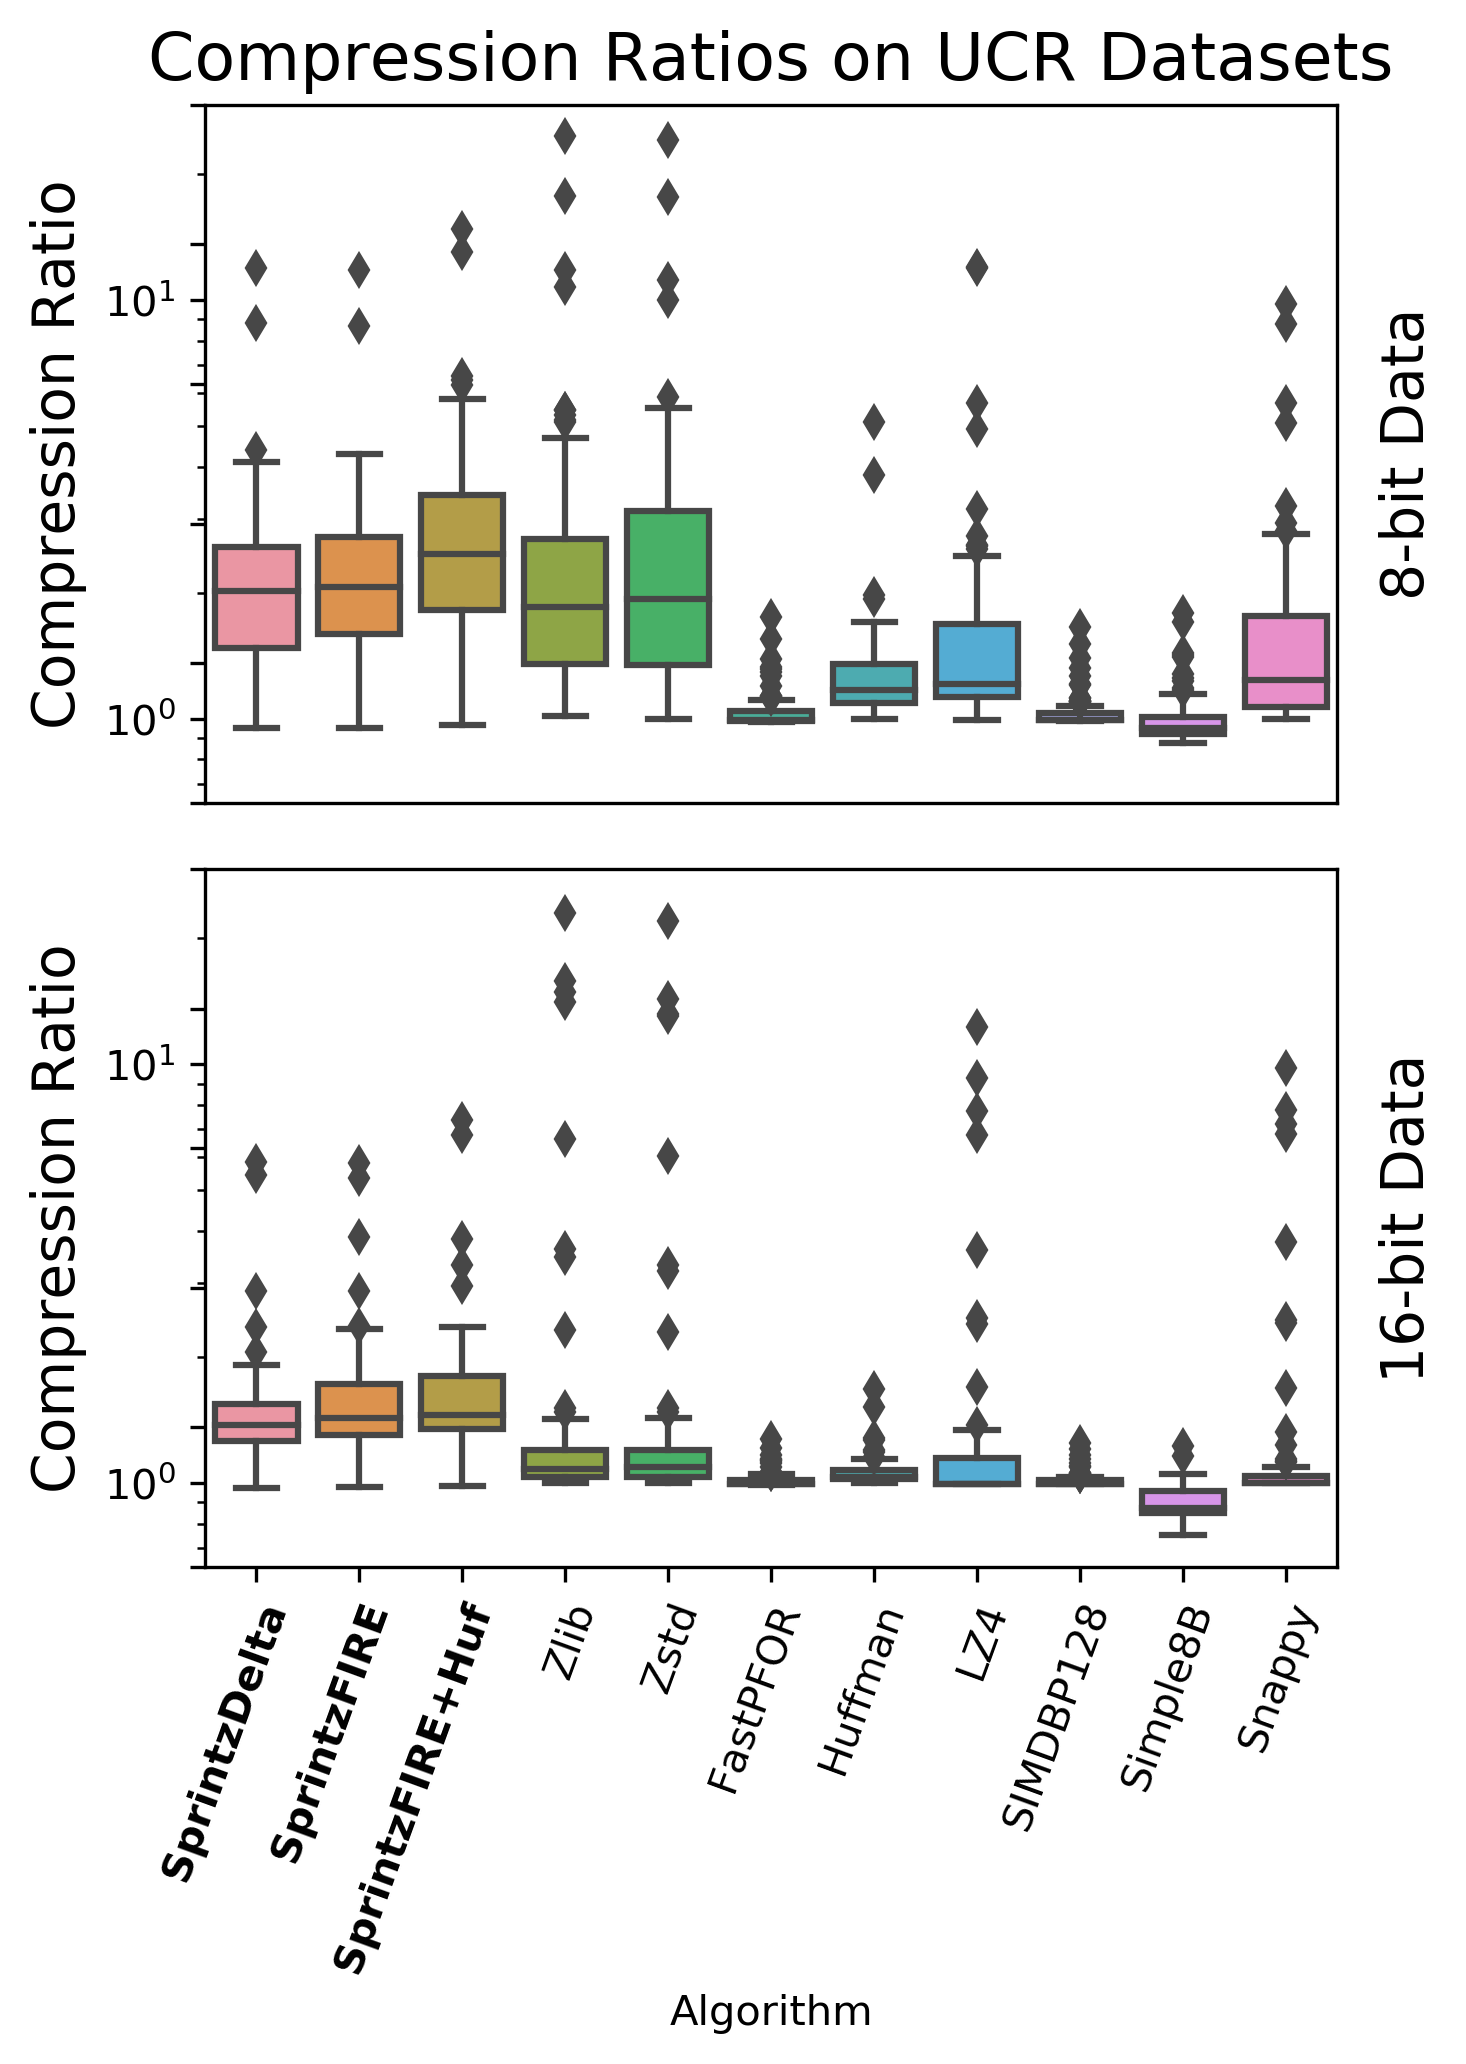 Compression Ratios on UCR Datasets
Compression Ratio
10¹
10⁰
8-bit Data
Compression Ratio
10¹
10⁰
16-bit Data
SprintzDelta
SprintzFIRE
SprintzFIRE+Huf
Zlib
Zstd
FastPFOR
Huffman
LZ4
SIMDBP128
Simple8B
Snappy
Algorithm